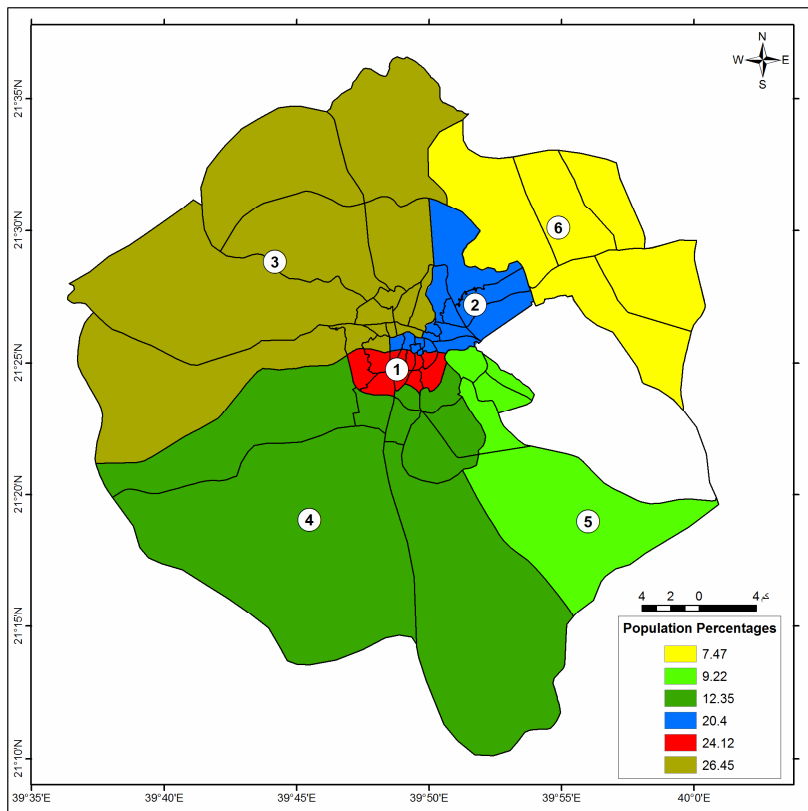 N
W E
S
21°35'N
21°30'N
21°25'N
21°20'N
21°15'N
21°10'N
6
3
2
1
4
5
4 2 0 4 كم
Population Percentages
7.47
9.22
12.35
20.4
24.12
26.45
39°35'E 39°40'E 39°45'E 39°50'E 39°55'E 40°0'E